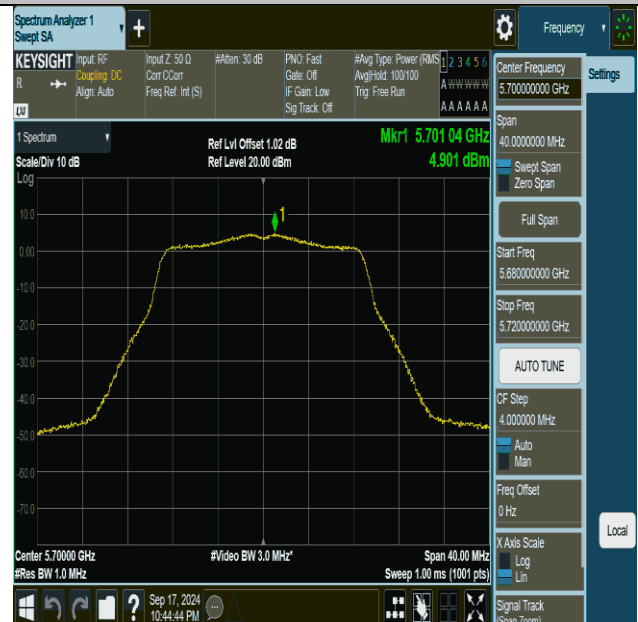 Spectrum Analyzer 1
Swept SA
+
Frequency
KEYSIGHT
R
LXI
Input: RF
Coupling: DC
Align: Auto
Input Z: 50 Ω
Corr CCorr
Freq Ref: Int (S)
#Atten: 30 dB
PNO: Fast
Gate: Off
IF Gain: Low
Sig Track: Off
#Avg Type: Power (RMS
Avg|Hold: 100/100
Trig: Free Run
1 2 3 4 5 6
A W W W W W
A A A A A A
1 Spectrum
Scale/Div 10 dB
Log
Ref Lvl Offset 1.02 dB
Ref Level 20.00 dBm
Mkr1 5.701 04 GHz
4.901 dBm
10.0
0.00
-10.0
-20.0
-30.0
-40.0
-50.0
-60.0
-70.0
1
Center 5.70000 GHz
#Res BW 1.0 MHz
#Video BW 3.0 MHz*
Span 40.00 MHz
Sweep 1.00 ms (1001 pts)
Sep 17, 2024
10:44:44 PM
?
Settings
Center Frequency
5.700000000 GHz
Span
40.0000000 MHz
Swept Span
Zero Span
Full Span
Start Freq
5.680000000 GHz
Stop Freq
5.720000000 GHz
AUTO TUNE
CF Step
4.000000 MHz
Auto
Man
Freq Offset
0 Hz
X Axis Scale
Log
Lin
Signal Track
(Span Zoom)
Local